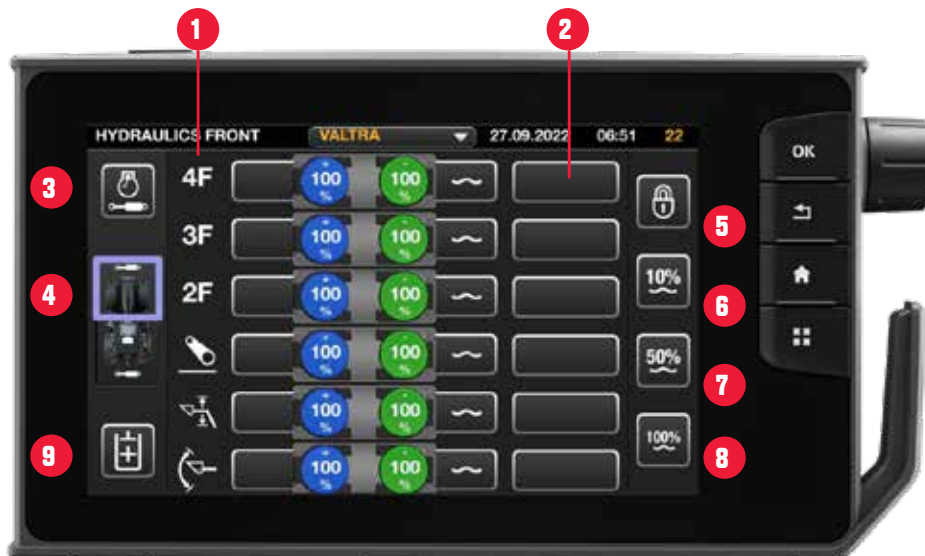 1 2
HYDRAULICS FRONT VALTRA 27.09.2022 06:51 22
OK
3 4F 100 % 100 %
5
3F 100 % 100 %
4 2F 100 % 100 % 10%
6
100 % 100 % 50%
7
100 % 100 %
9 100 % 100 % 100%
8